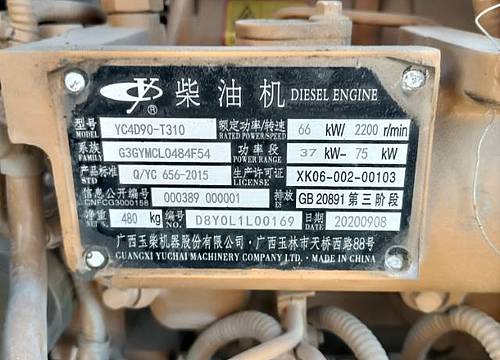 柴油机 DIESEL ENGINE
®
型号 YC4D90-T310 额定功率/转速 66 kW/ 2200 r/min
MODEL RATED POWER/SPEED
系族 G3GYMCL0484F54 功率段 37 kW— 75 kW
FAMILY POWER RANGE
产品标准 Q/YC 656-2015 生产许可证 XK06-002-00103
STD LICENSE
信息公开编号 000389 000001 排放 GB 20891 第三阶段
CNFCG3000158 ES
净重 480 kg 编号 D8Y0L1L00169 日期 20200908
WEIGHT NO. DATE
广西玉柴机器股份有限公司·广西玉林市天桥西路88号
GUANGXI YUCHAI MACHINERY COMPANY LTD. · MADE IN CHINA